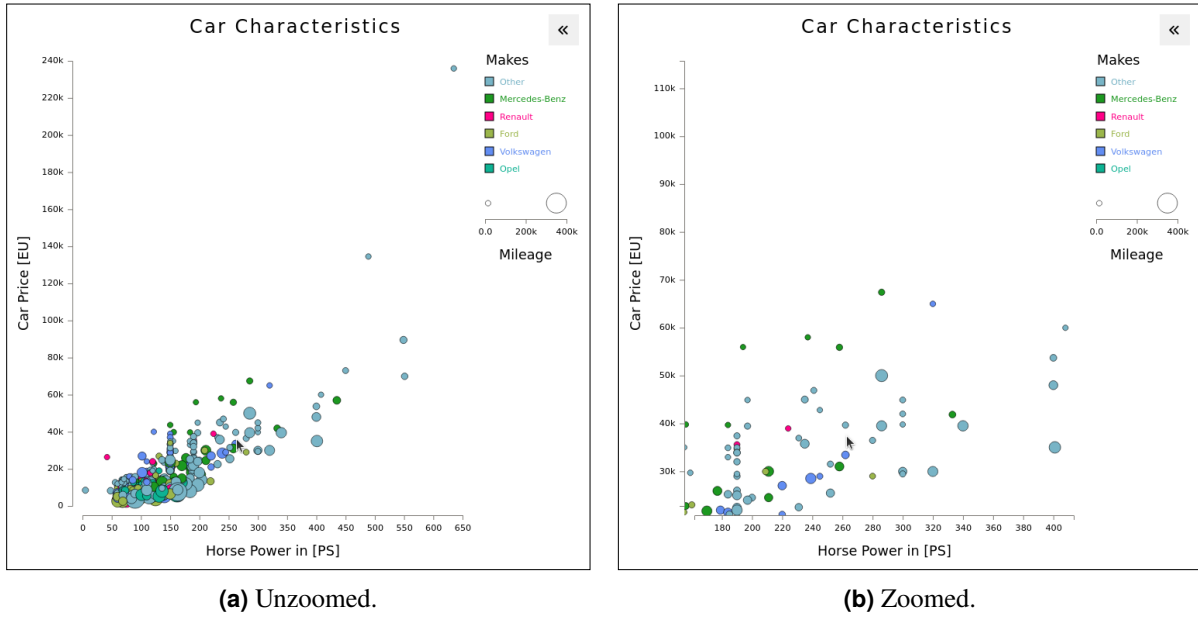 Car Characteristics
«
Makes
Other
Mercedes-Benz
Renault
Ford
Volkswagen
Opel
0.0 200k 400k
Mileage
240k
220k
200k
180k
160k
140k
120k
100k
80k
60k
40k
20k
0
Car Price [EU]
0 50 100 150 200 250 300 350 400 450 500 550 600 650
Horse Power in [PS]
(a) Unzoomed.
Car Characteristics
«
Makes
Other
Mercedes-Benz
Renault
Ford
Volkswagen
Opel
0.0 200k 400k
Mileage
110k
100k
90k
80k
70k
60k
50k
40k
30k
Car Price [EU]
180 200 220 240 260 280 300 320 340 360 380 400
Horse Power in [PS]
(b) Zoomed.